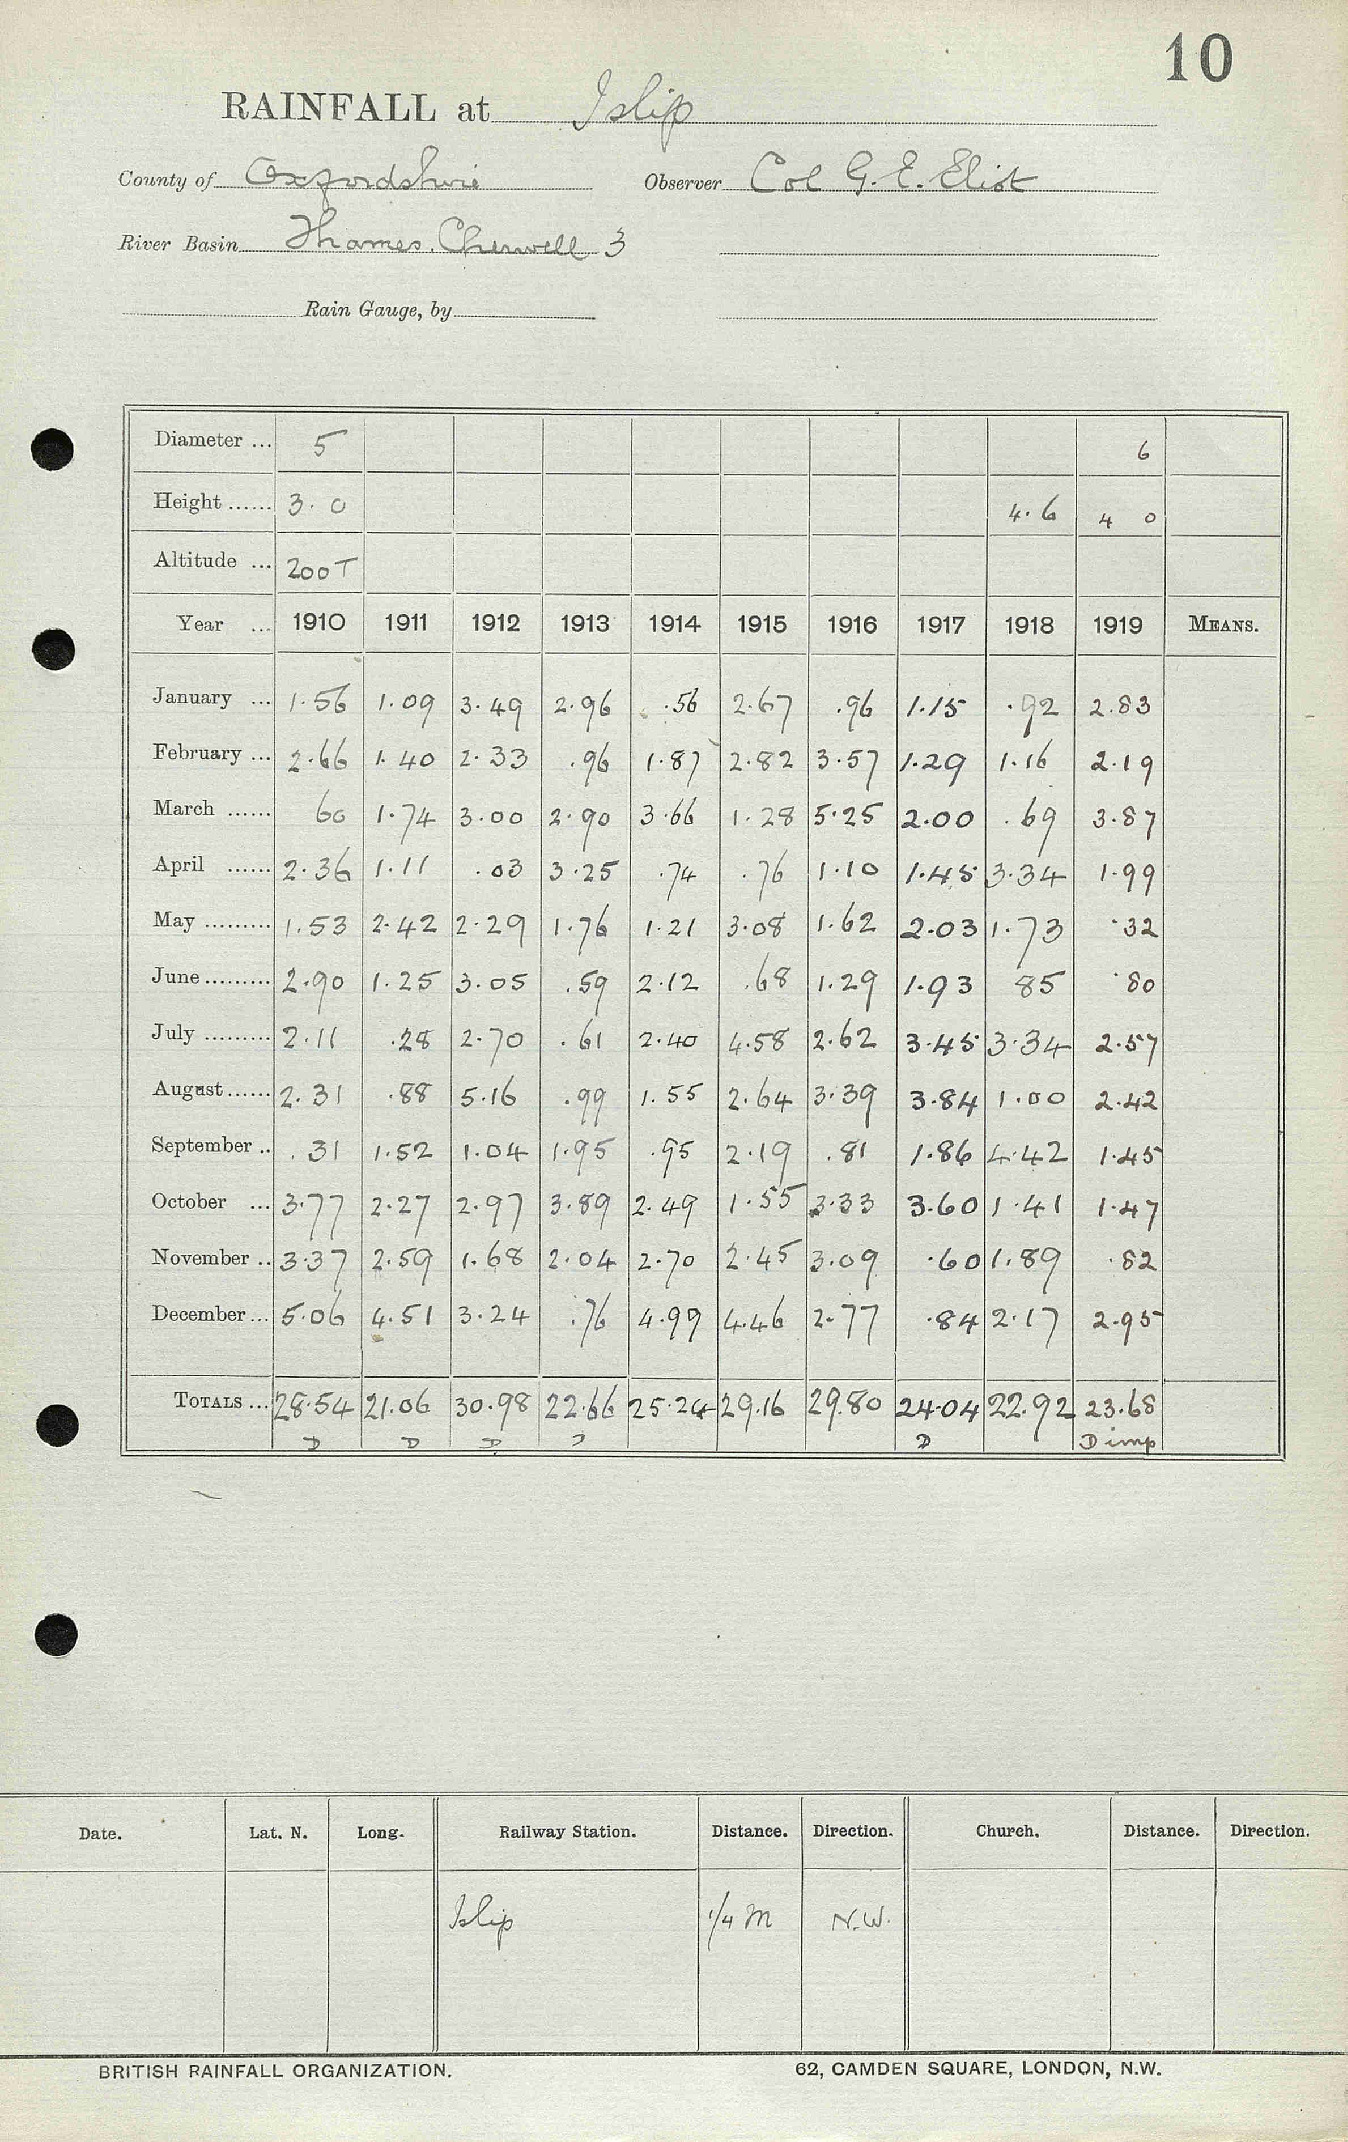 10
RAINFALL at Islip
County of Oxfordshire Observer Col G. E. Eliot
River Basin Thames. Cherwell 3
Rain Gauge, by
Diameter ... 5 6
Height ...... 3. 0 4.6 4 0
Altitude ... 200T
Year ... 1910 1911 1912 1913 1914 1915 1916 1917 1918 1919 MEANS.
January ... 1.56 1.09 3.49 2.96 .56 2.67 .96 1.15 .92 2.83
February ... 2.66 1.40 2.33 .96 1.87 2.82 3.57 1.29 1.16 2.19
March ...... 60 1.74 3.00 2.90 3.66 1.28 5.25 2.00 .69 3.87
April ...... 2.36 1.11 .03 3.25 .74 .76 1.10 1.45 3.34 1.99
May ......... 1.53 2.42 2.29 1.76 1.21 3.08 1.62 2.03 1.73 .32
June ......... 2.90 1.25 3.05 .59 2.12 .68 1.29 1.93 85 .80
July ......... 2.11 .28 2.70 .61 2.40 4.58 2.62 3.45 3.34 2.57
August ...... 2.31 .88 5.16 .99 1.55 2.64 3.39 3.84 1.00 2.42
September .. .31 1.52 1.04 1.95 .95 2.19 .81 1.86 4.42 1.45
October ... 3.77 2.27 2.97 3.89 2.49 1.55 3.33 3.60 1.41 1.47
November .. 3.37 2.59 1.68 2.04 2.70 2.45 3.09 .60 1.89 .82
December ... 5.06 4.51 3.24 .76 4.99 4.46 2.77 .84 2.17 2.95
TOTALS ... 28.54 21.06 30.98 22.66 25.24 29.16 29.80 24.04 22.92 23.68
D D D D D D imp
Date. Lat. N. Long. Railway Station. Distance. Direction. Church. Distance. Direction.
Islip 1/4 m N.W.
BRITISH RAINFALL ORGANIZATION. 62, CAMDEN SQUARE, LONDON, N.W.